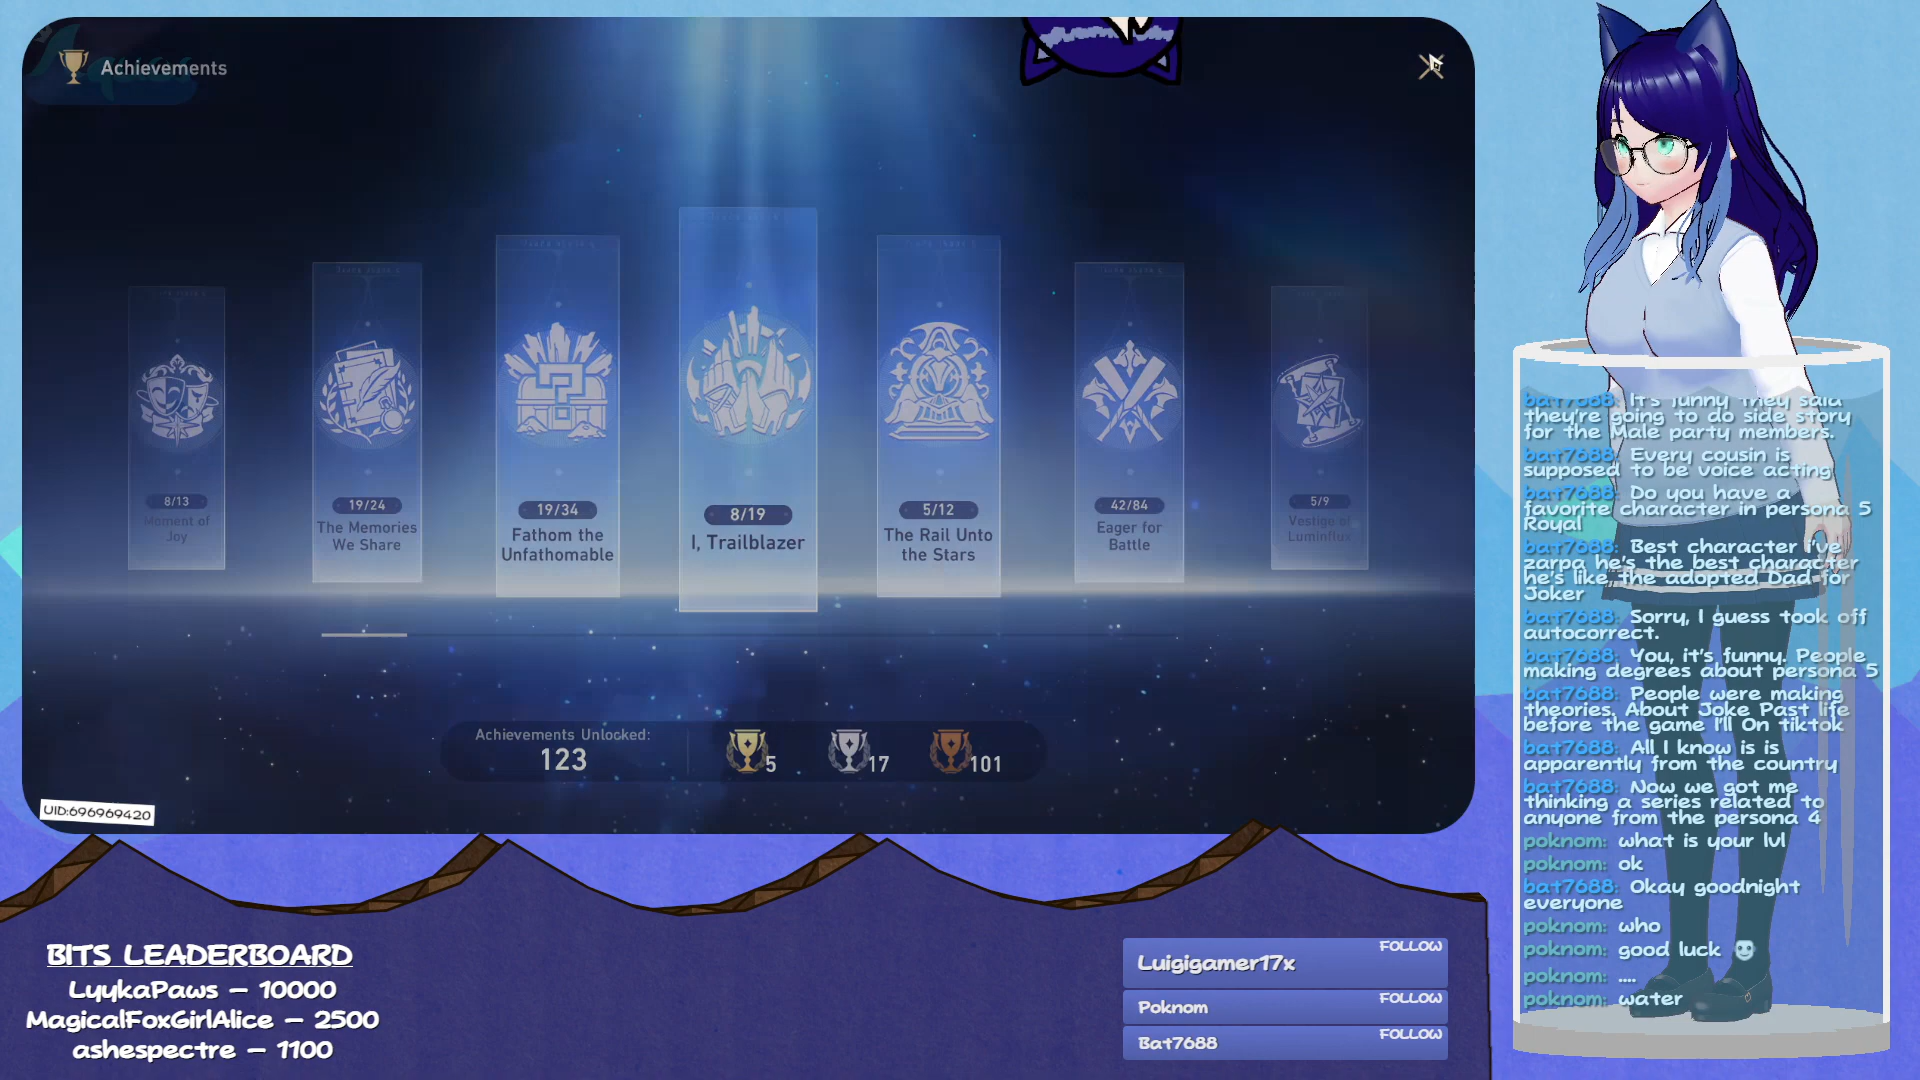 Achievements
8/13
Moment of
Joy
19/24
The Memories
We Share
19/34
Fathom the
Unfathomable
8/19
I, Trailblazer
5/12
The Rail Unto
the Stars
42/84
Eager for
Battle
5/9
Vestige of
Luminflux
Achievements Unlocked:
123
5
17
101
UID:696969420
BITS LEADERBOARD
LyykaPaws – 10000
MagicalFoxGirlAlice – 2500
ashespectre – 1100
Luigigamer17x FOLLOW
Poknom FOLLOW
Bat7688 FOLLOW
bat7688: It's funny they said
they're going to do side story
for the Male party members.
bat7688: Every cousin is
supposed to be voice acting
bat7688: Do you have a
favorite character in persona 5
Royal
bat7688: Best character i've
zarpa he's the best character
he's like the adopted Dad for
Joker
bat7688: Sorry, I guess took off
autocorrect.
bat7688: You, it's funny. People
making degrees about persona 5
bat7688: People were making
theories. About Joke Past life
before the game I'll On tiktok
bat7688: All I know is is
apparently from the country
bat7688: Now we got me
thinking a series related to
anyone from the persona 4
poknom: what is your lvl
poknom: ok
bat7688: Okay goodnight
everyone
poknom: who
poknom: good luck
poknom: ....
poknom: water